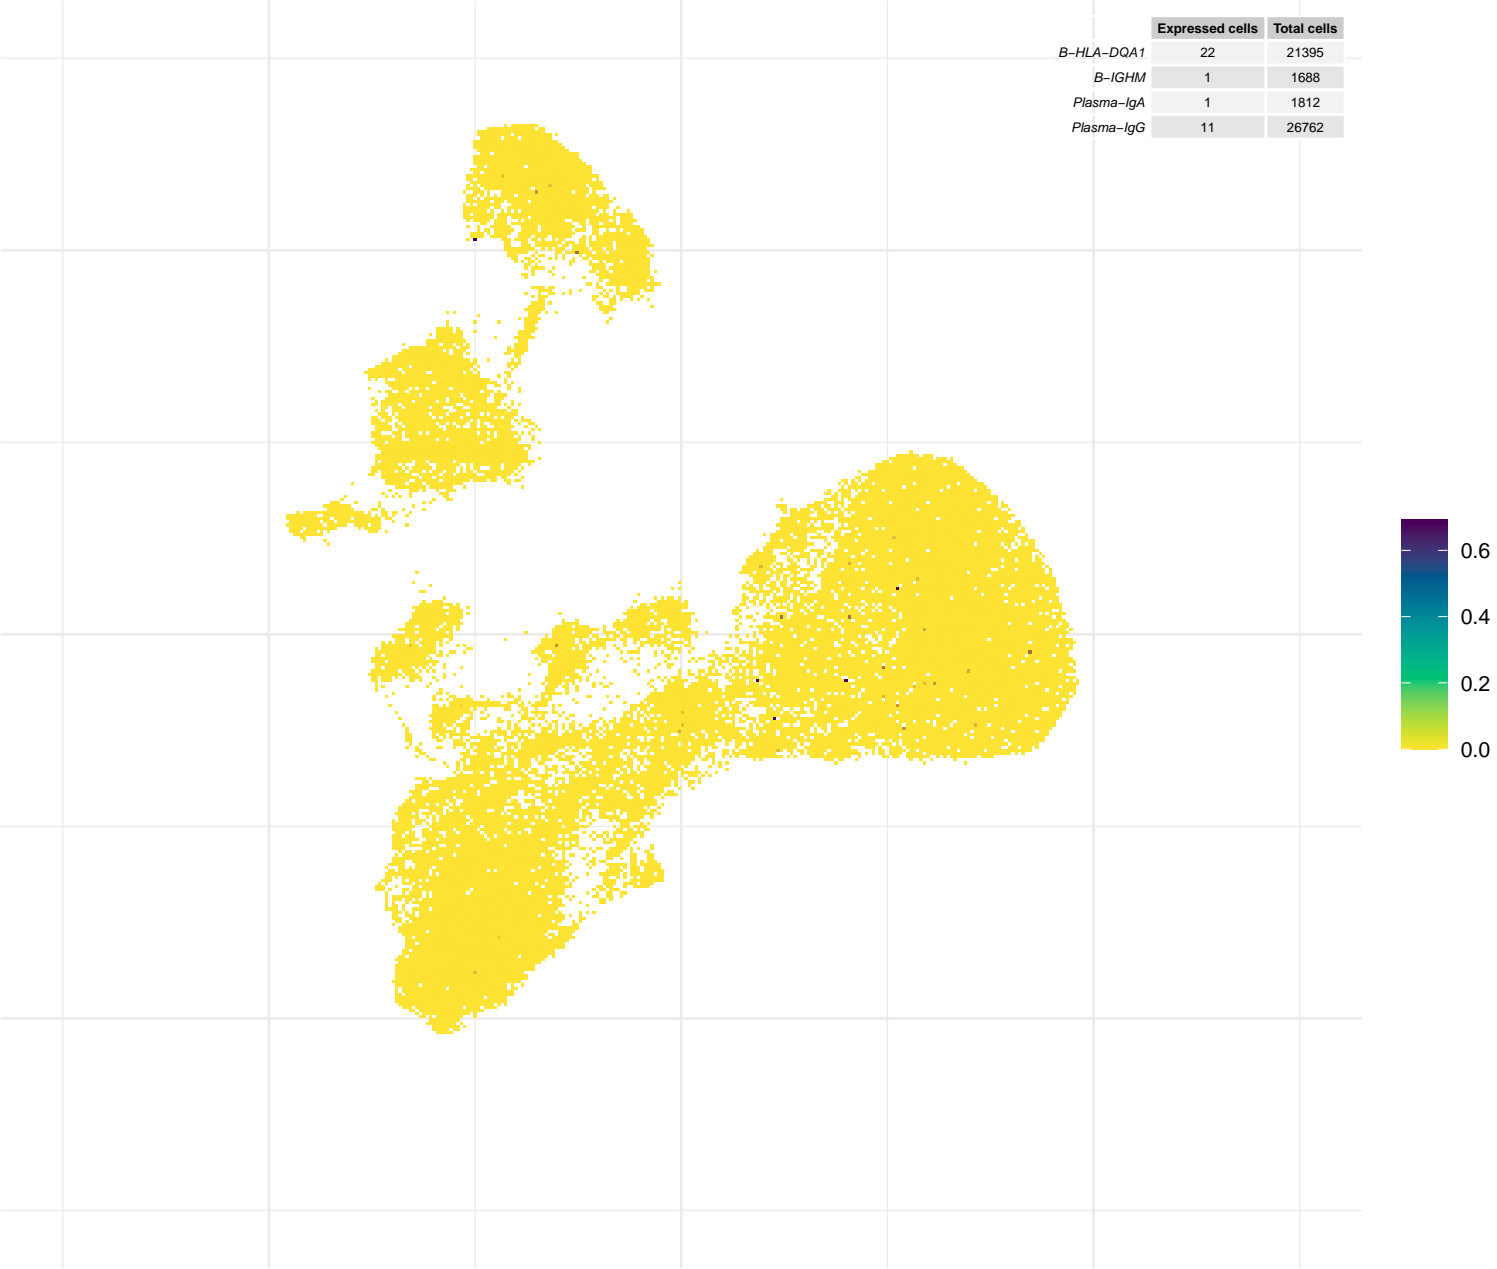 Expressed cells Total cells
B−HLA−DQA1 22 21395
B−IGHM 1 1688
Plasma−IgA 1 1812
Plasma−IgG 11 26762
0.6
0.4
0.2
0.0